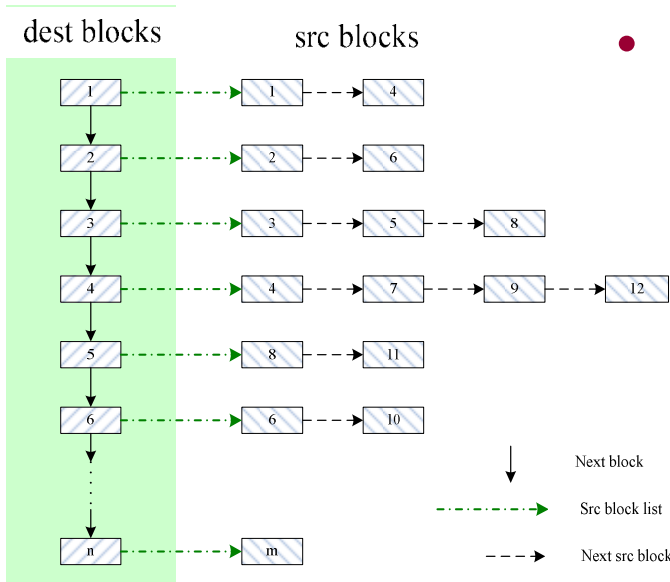 dest blocks src blocks
1 1 4
2 2 6
3 3 5 8
4 4 7 9 12
5 8 11
6 6 10
Next block
Src block list
n m
Next src block